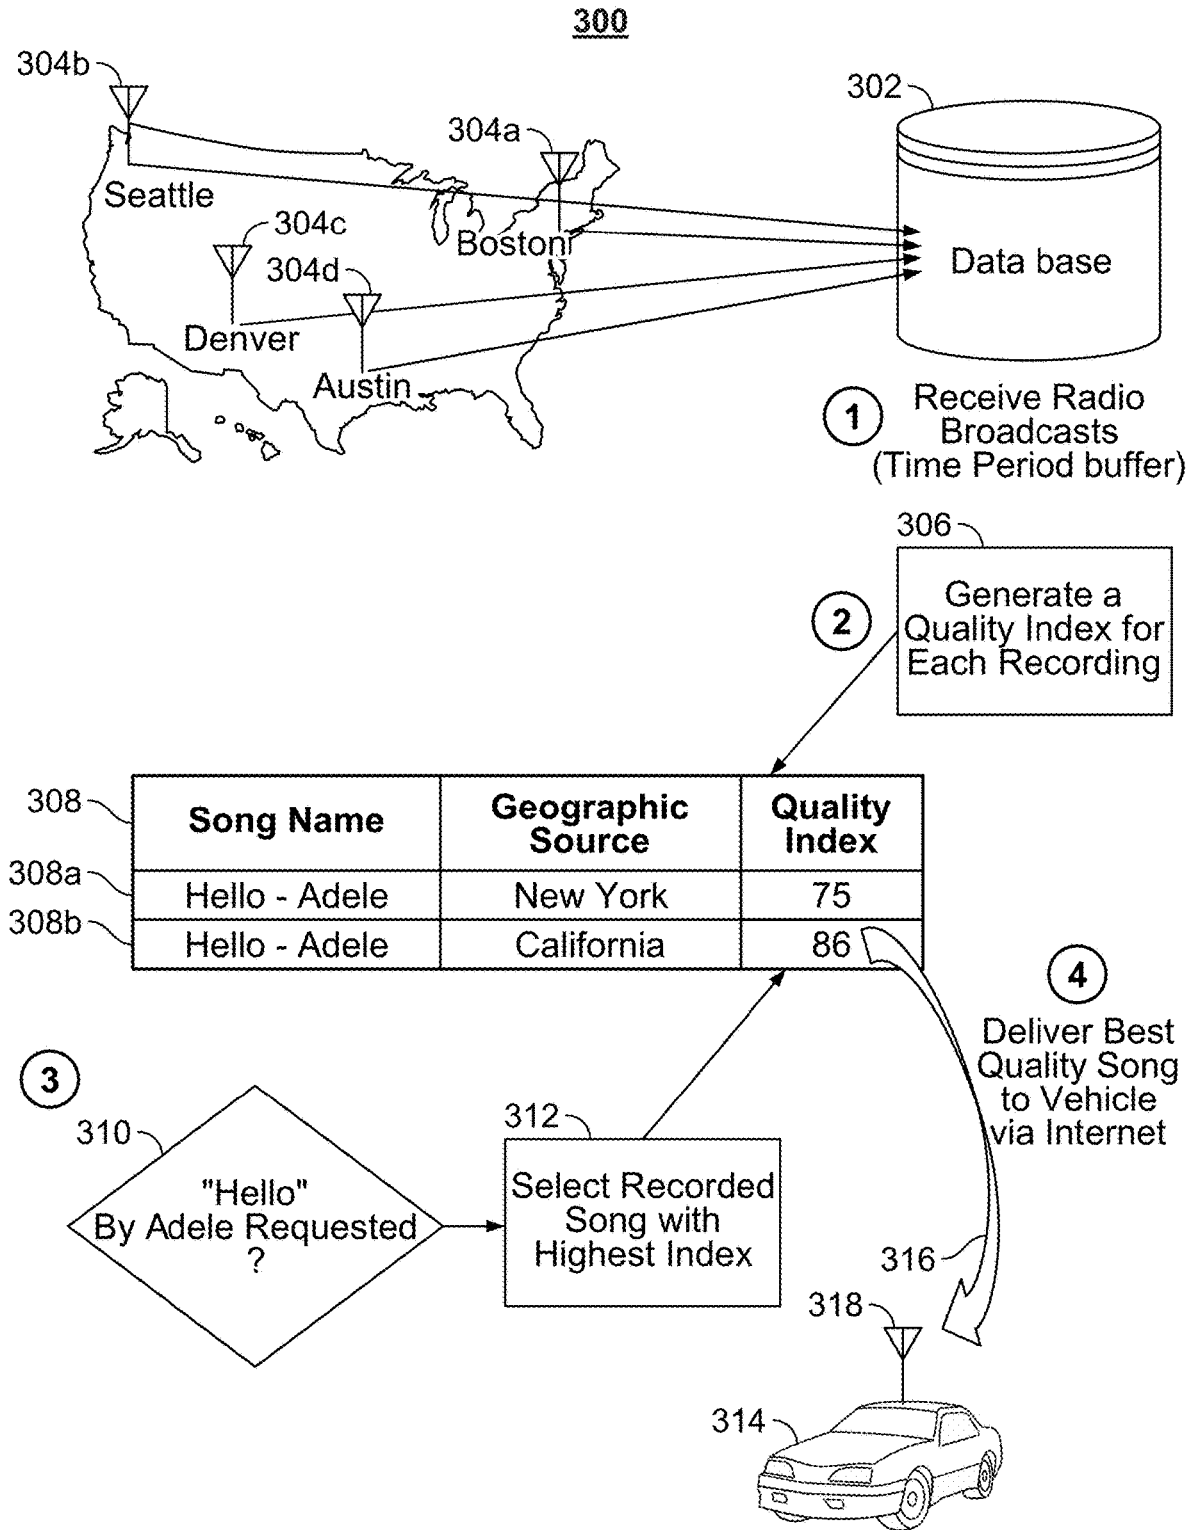 300
304b
302
304a
Seattle
304c
Boston
304d
Data base
Denver
Austin
1
Receive Radio
Broadcasts
(Time Period buffer)
306
2
Generate a
Quality Index for
Each Recording
308
Song Name
Geographic
Source
Quality
Index
308a
Hello - Adele
New York
75
308b
Hello - Adele
California
86
4
Deliver Best
Quality Song
to Vehicle
via Internet
3
310
"Hello"
By Adele Requested
?
312
Select Recorded
Song with
Highest Index
316
318
314